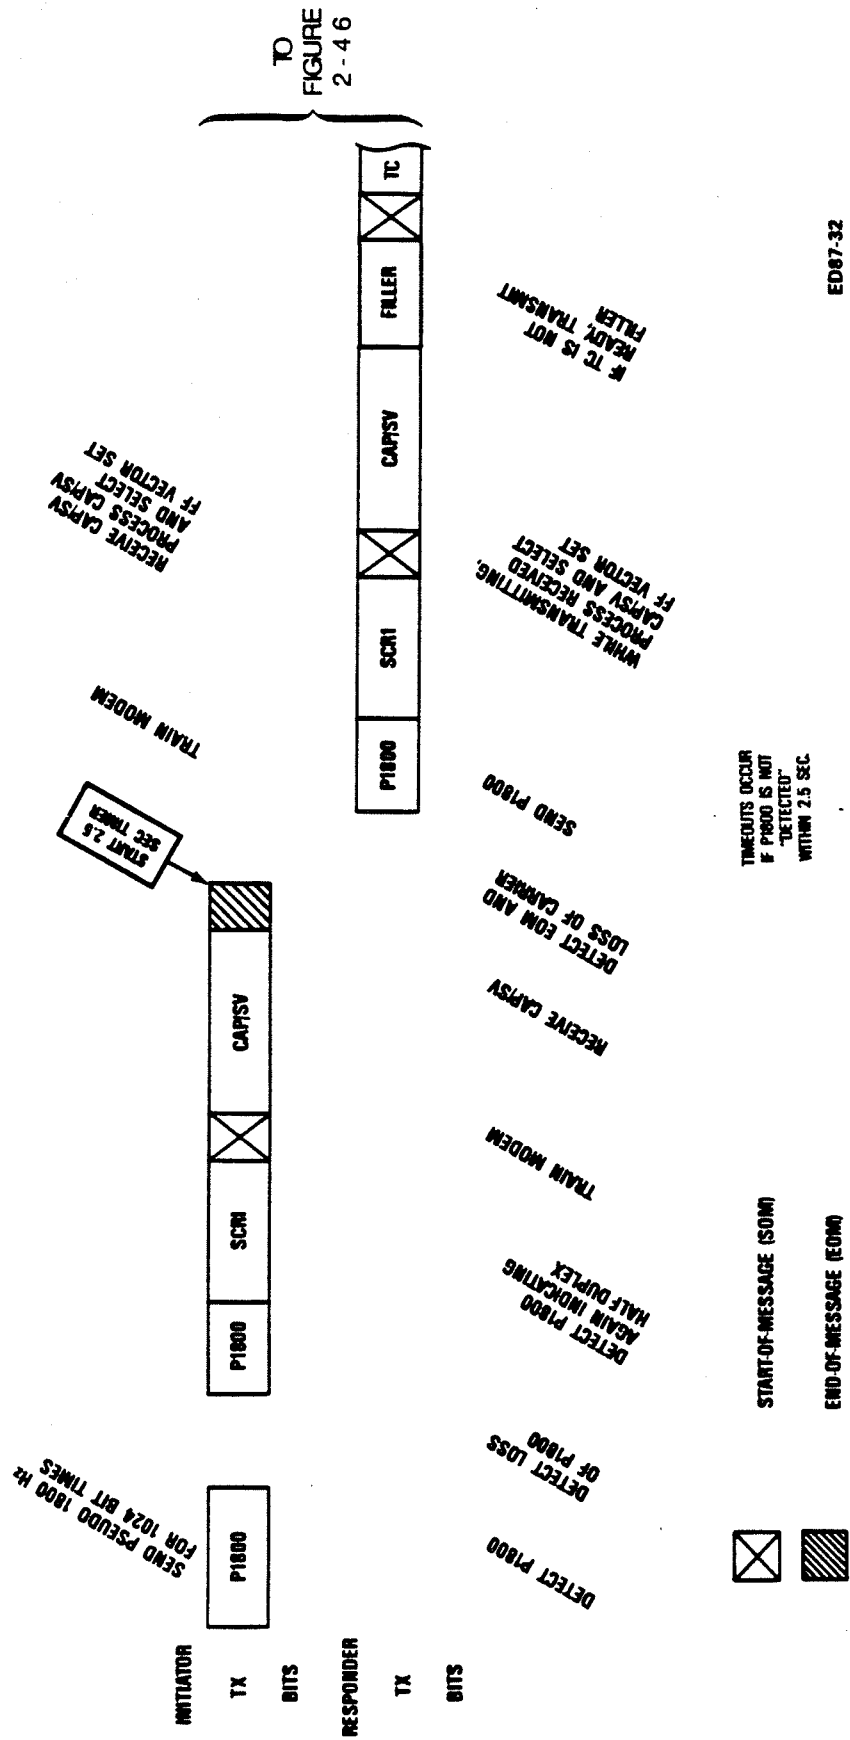 TO
FIGURE
2-46
SEND PSEUDO 1800 Hz
FOR 1024 BIT TIMES
START 2.5
SEC TIMER
TRAIN MODEM
RECEIVE CAP/SV
PROCESS CAP/SV
AND SELECT
FF VECTOR SET
INITIATOR
TX
BITS
P1800
P1800
SCRI
CAP/SV
RESPONDER
TX
BITS
P1800
SCR1
CAP/SV
FILLER
TC
DETECT P1800
DETECT LOSS
OF P1800
DETECT P1800
AGAIN INDICATING
HALF DUPLEX
TRAIN MODEM
RECEIVE CAP/SV
DETECT EOM AND
LOSS OF CARRIER
SEND P1800
WHILE TRANSMITTING,
PROCESS RECEIVED
CAP/SV AND SELECT
FF VECTOR SET
IF TC IS NOT
READY, TRANSMIT
FILLER
START-OF-MESSAGE (SOM)
END-OF-MESSAGE (EOM)
TIMEOUTS OCCUR
IF P1800 IS NOT
"DETECTED"
WITHIN 2.5 SEC.
ED87-32